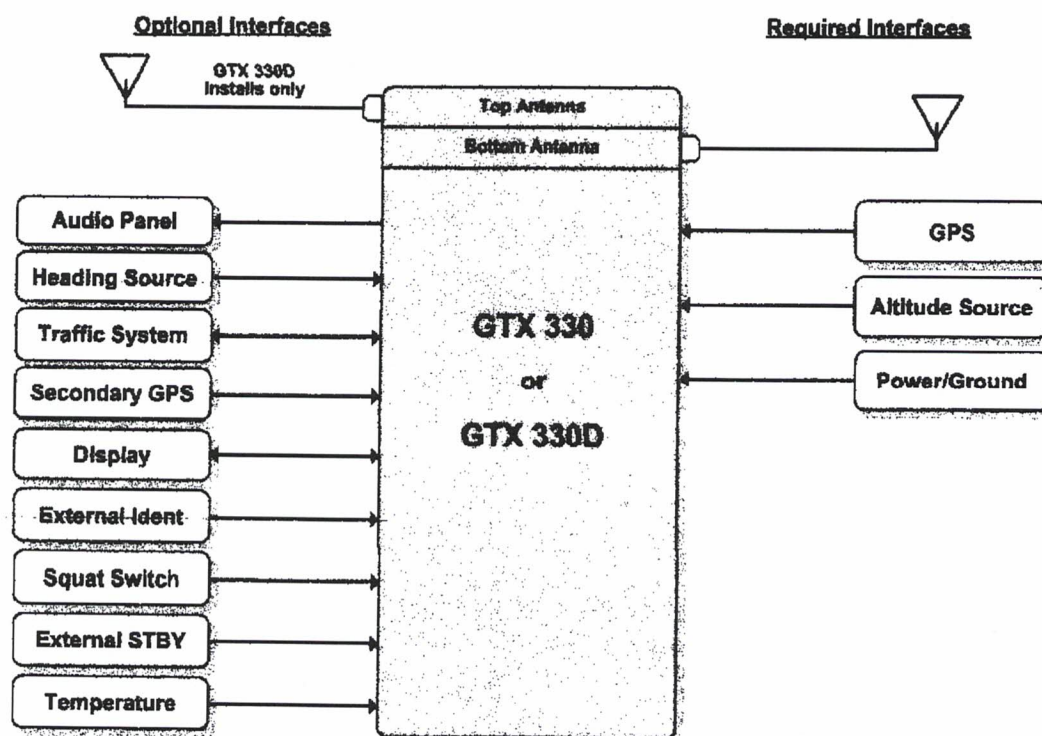 Optional Interfaces
Required Interfaces
GTX 330D
Installs only
Top Antenna
Bottom Antenna
Audio Panel
Heading Source
Traffic System
Secondary GPS
Display
External Ident
Squat Switch
External STBY
Temperature
GTX 330
or
GTX 330D
GPS
Altitude Source
Power/Ground